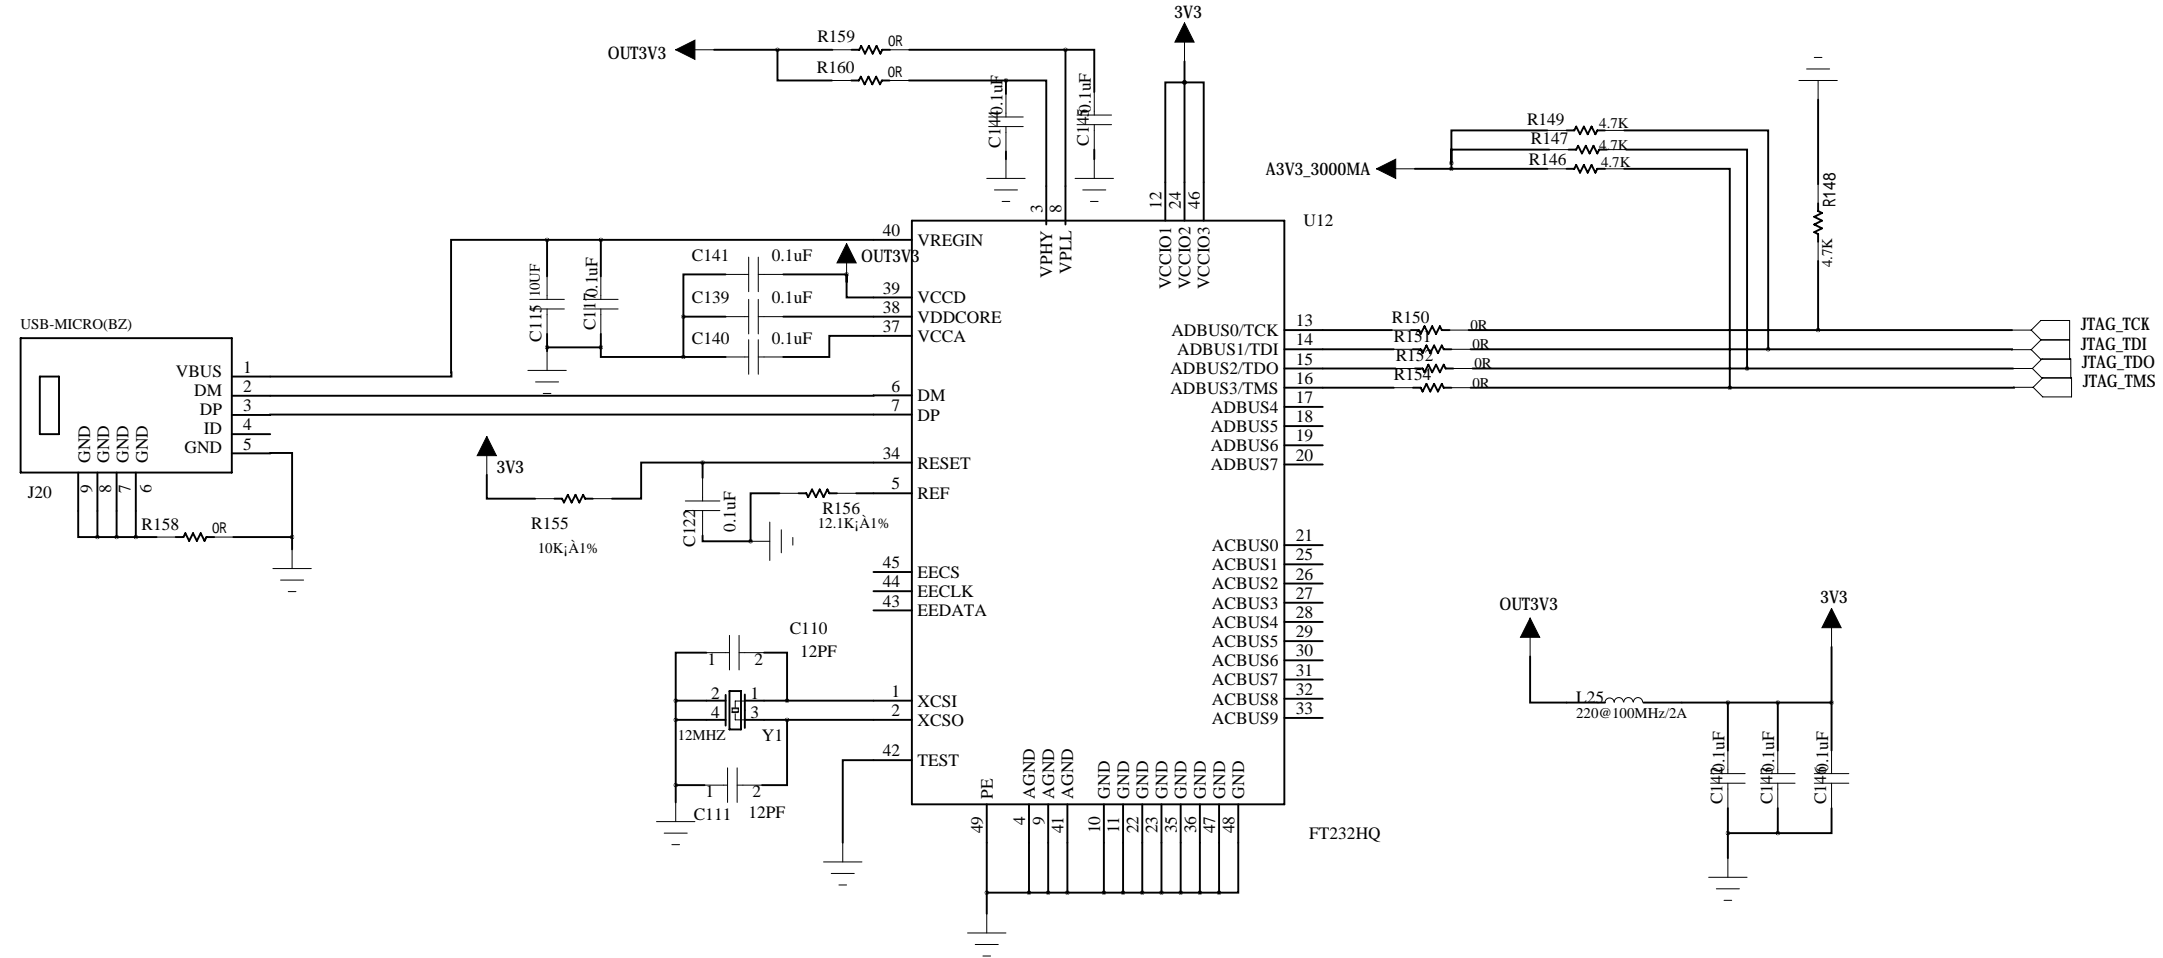 3V3
R159 0R
OUT3V3
R160 0R
C144 0.1uF
C145 0.1uF
R149 4.7K
R147 4.7K
R146 4.7K
A3V3_3000MA
R148
4.7K
3
8
12
24
46
U12
VPHY
VPLL
VCCIO1
VCCIO2
VCCIO3
40 VREGIN
C141 0.1uF
OUT3V3
C115 10UF
0.1uF
39 VCCD
C139 0.1uF
38 VDDCORE
37 VCCA
C140 0.1uF
USB-MICRO(BZ)
VBUS 1
DM 2
DP 3
ID 4
GND 5
GND
GND
GND
GND
9
8
7
6
J20
R158 0R
6 DM
7 DP
3V3
34 RESET
5 REF
R155
10K¡À1%
C122
0.1uF
R156
12.1K¡À1%
45 EECS
44 EECLK
43 EEDATA
C110
12PF
1 2
1 XCSI
2 XCSO
2 1
4 3
12MHZ Y1
1 2
C111 12PF
42 TEST
ADBUS0/TCK 13
ADBUS1/TDI 14
ADBUS2/TDO 15
ADBUS3/TMS 16
ADBUS4 17
ADBUS5 18
ADBUS6 19
ADBUS7 20
R150 0R
R151 0R
R152 0R
R154 0R
JTAG_TCK
JTAG_TDI
JTAG_TDO
JTAG_TMS
ACBUS0 21
ACBUS1 25
ACBUS2 26
ACBUS3 27
ACBUS4 28
ACBUS5 29
ACBUS6 30
ACBUS7 31
ACBUS8 32
ACBUS9 33
PE
AGND
AGND
AGND
GND
GND
GND
GND
GND
GND
GND
GND
49
4
9
41
10
11
22
23
35
36
47
48
FT232HQ
OUT3V3
3V3
L25
220@100MHz/2A
C142 0.1uF
C143 0.1uF
0.1uF